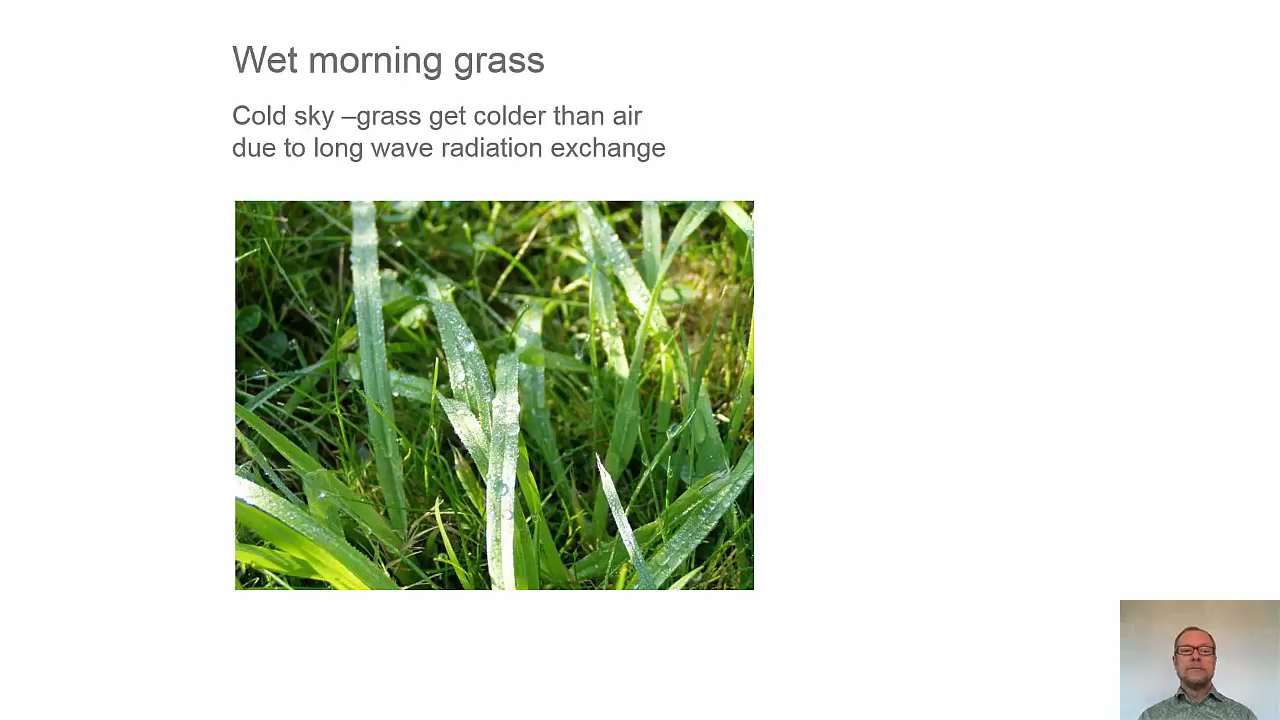 Wet morning grass
Cold sky –grass get colder than air
due to long wave radiation exchange